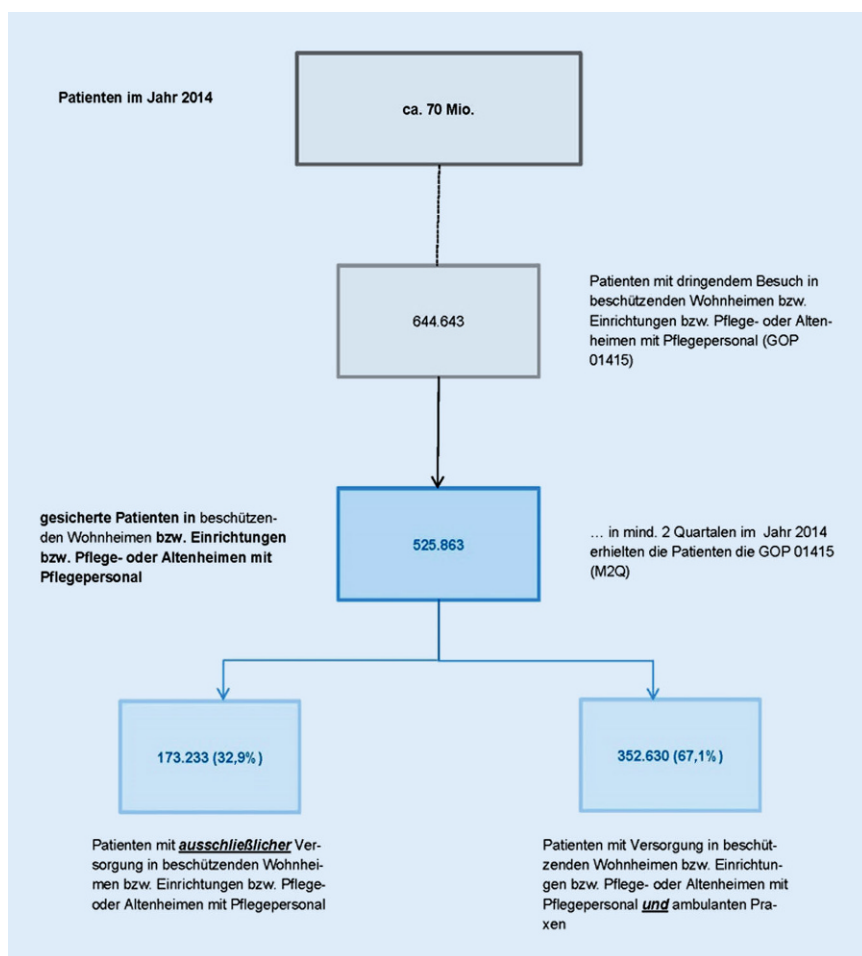 Patienten im Jahr 2014
ca. 70 Mio.
644.643
Patienten mit dringendem Besuch in
beschützenden Wohnheimen bzw.
Einrichtungen bzw. Pflege- oder Alten-
heimen mit Pflegepersonal (GOP
01415)
gesicherte Patienten in beschützen-
den Wohnheimen bzw. Einrichtungen
bzw. Pflege- oder Altenheimen mit
Pflegepersonal
525.863
… in mind. 2 Quartalen im Jahr 2014
erhielten die Patienten die GOP 01415
(M2Q)
173.233 (32,9%)
352.630 (67,1%)
Patienten mit ausschließlicher Ver-
sorgung in beschützenden Wohnhei-
men bzw. Einrichtungen bzw. Pflege-
oder Altenheimen mit Pflegepersonal
Patienten mit Versorgung in beschüt-
zenden Wohnheimen bzw. Einrichtun-
gen bzw. Pflege- oder Altenheimen mit
Pflegepersonal und ambulanten Pra-
xen